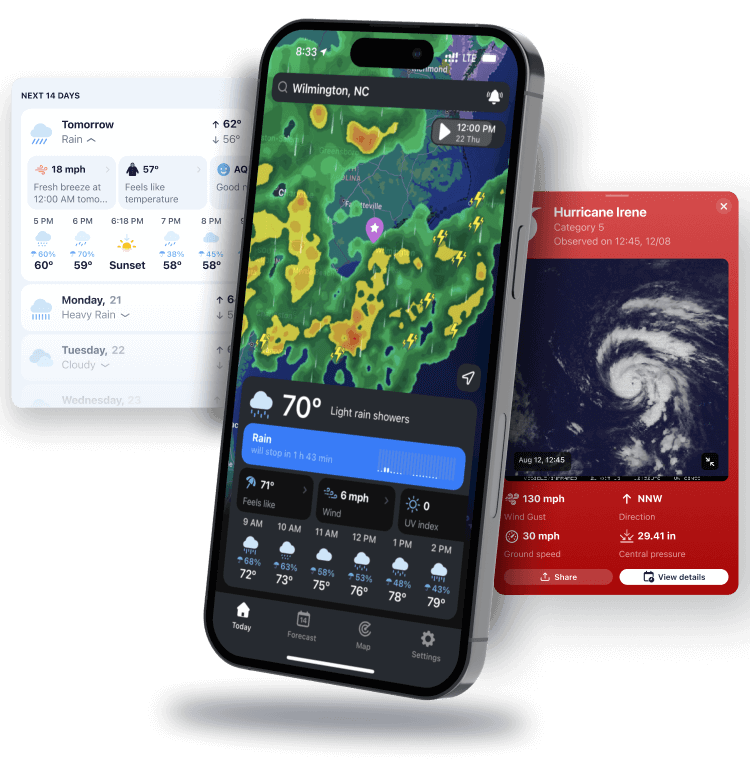 NEXT 14 DAYS
Tomorrow
Rain
↑ 62°
↓ 56°
18 mph
Fresh breeze at
12:00 AM tomo...
57°
Feels like
temperature
AQ
Good
5 PM 6 PM 6:18 PM 7 PM 8 PM
60% 70% 38% 45%
60° 59° Sunset 58° 58°
Monday, 21
Heavy Rain
Tuesday, 22
Cloudy
Wednesday, 23
8:33
LTE
Richmond
Wilmington, NC
12:00 PM
22 Thu
70°
Light rain showers
Rain
will stop in 1 h 43 min
71°
Feels like
6 mph
Wind
0
UV index
9 AM 10 AM 11 AM 12 PM 1 PM 2 PM
68% 63% 58% 53% 48% 43%
72° 73° 75° 76° 78° 79°
Today
14
Forecast
Map
Settings
Hurricane Irene
Category 5
Observed on 12:45, 12/08
Aug 12, 12:45
130 mph
Wind Gust
NNW
Direction
30 mph
Ground speed
29.41 in
Central pressure
Share
View details